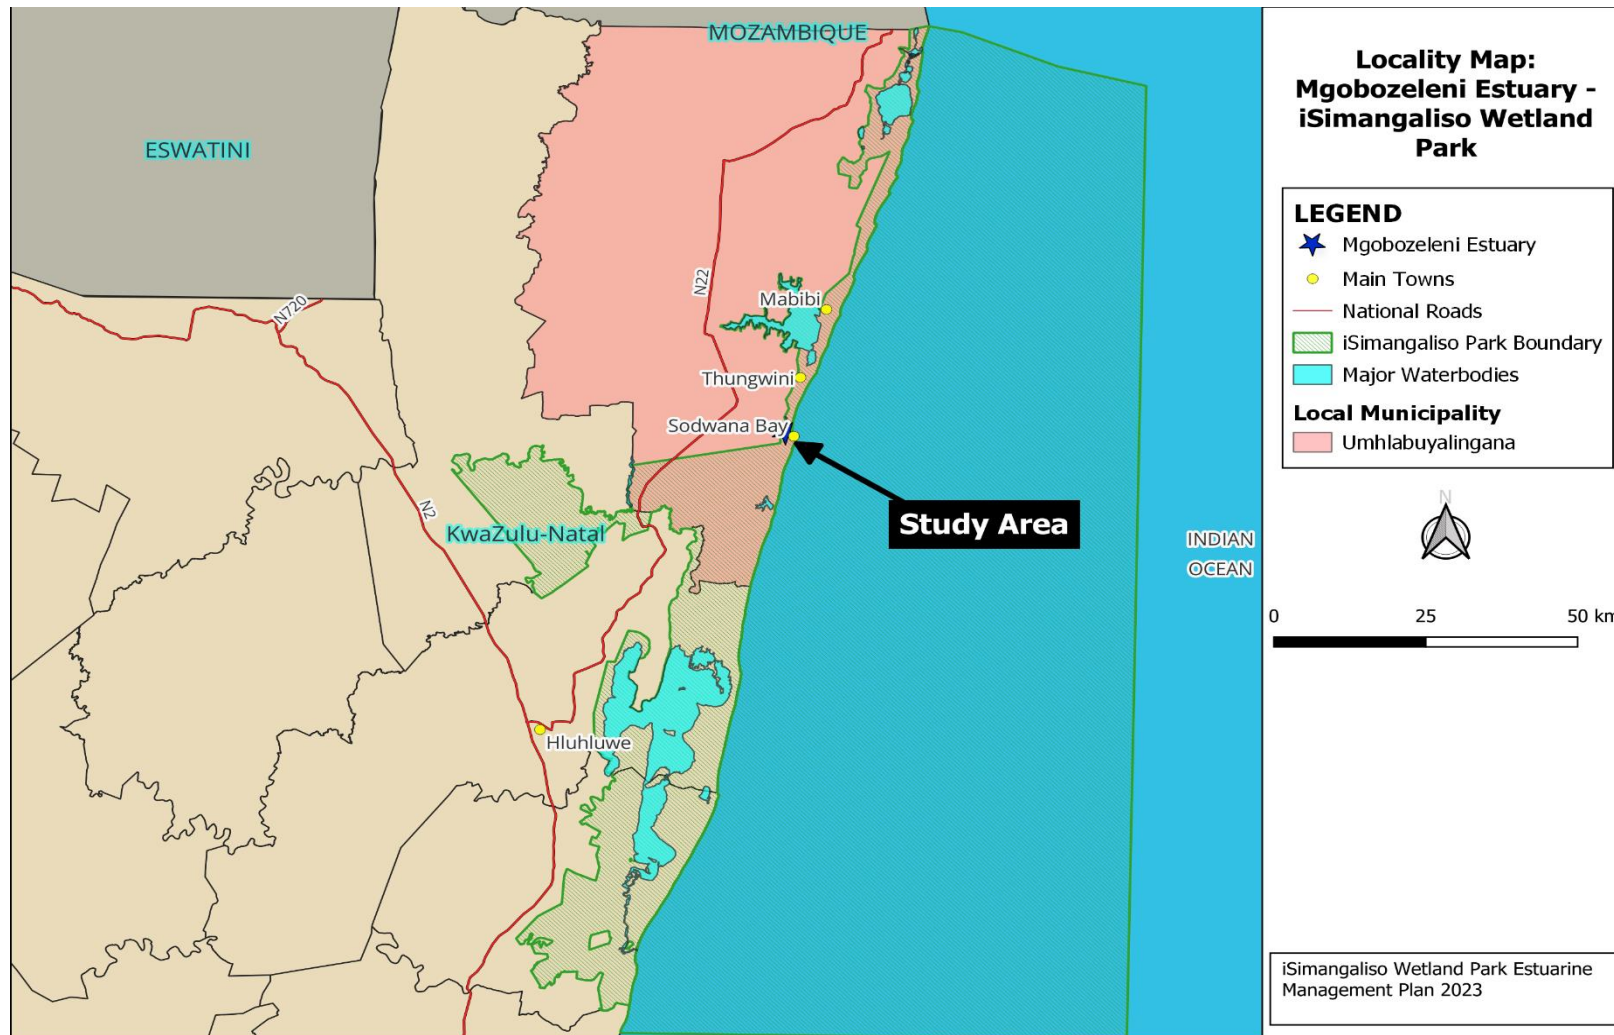 MOZAMBIQUE
ESWATINI
N720
N22
Mabibi
Thungwini
Sodwana Bay
N2
KwaZulu-Natal
Study Area
INDIAN
OCEAN
Hluhluwe
Locality Map:
Mgobozeleni Estuary -
iSimangaliso Wetland
Park
LEGEND
Mgobozeleni Estuary
Main Towns
National Roads
iSimangaliso Park Boundary
Major Waterbodies
Local Municipality
Umhlabuyalingana
N
0 25 50 km
iSimangaliso Wetland Park Estuarine
Management Plan 2023